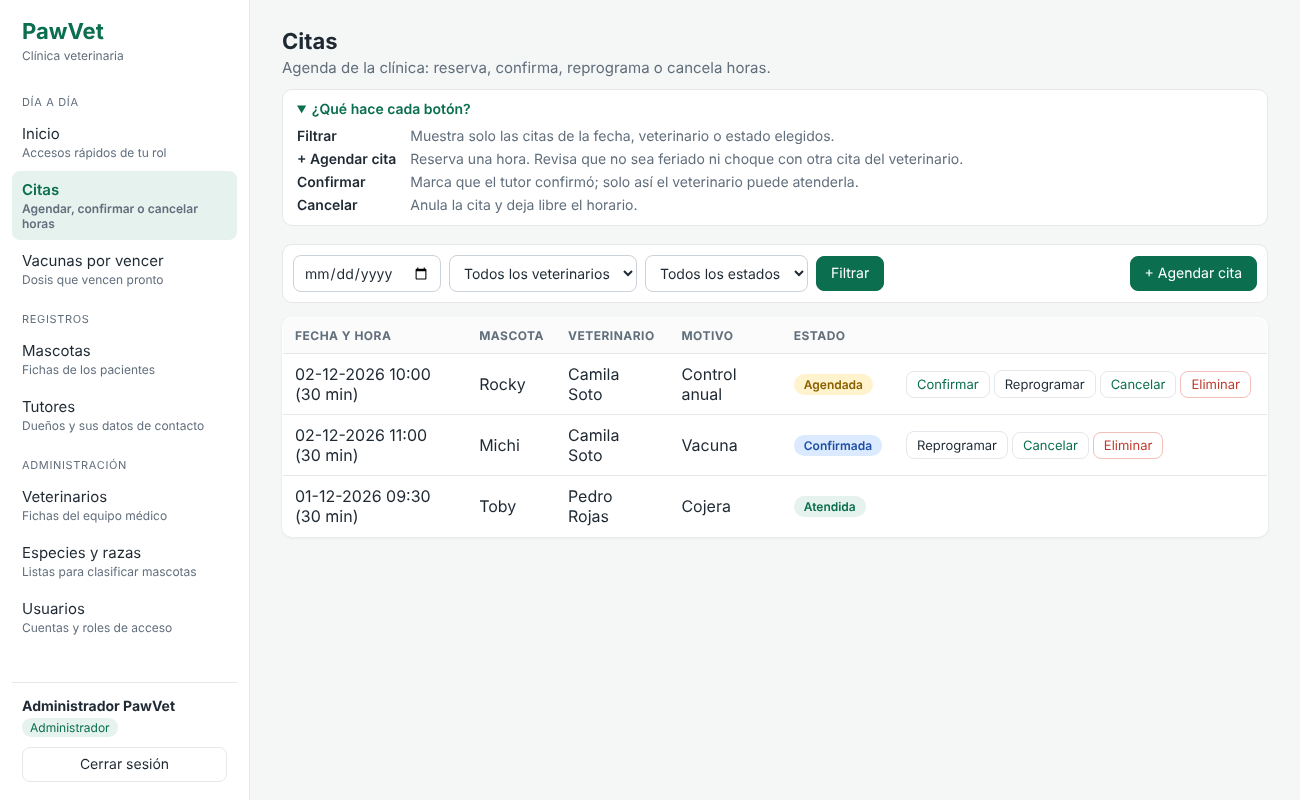 PawVet
Clínica veterinaria
DÍA A DÍA
Inicio
Accesos rápidos de tu rol
Citas
Agendar, confirmar o cancelar
horas
Vacunas por vencer
Dosis que vencen pronto
REGISTROS
Mascotas
Fichas de los pacientes
Tutores
Dueños y sus datos de contacto
ADMINISTRACIÓN
Veterinarios
Fichas del equipo médico
Especies y razas
Listas para clasificar mascotas
Usuarios
Cuentas y roles de acceso
Administrador PawVet
Administrador
Cerrar sesión
Citas
Agenda de la clínica: reserva, confirma, reprograma o cancela horas.
▼ ¿Qué hace cada botón?
Filtrar Muestra solo las citas de la fecha, veterinario o estado elegidos.
+ Agendar cita Reserva una hora. Revisa que no sea feriado ni choque con otra cita del veterinario.
Confirmar Marca que el tutor confirmó; solo así el veterinario puede atenderla.
Cancelar Anula la cita y deja libre el horario.
mm/dd/yyyy Todos los veterinarios Todos los estados Filtrar + Agendar cita
FECHA Y HORA MASCOTA VETERINARIO MOTIVO ESTADO
02-12-2026 10:00
(30 min)
Rocky
Camila
Soto
Control
anual
Agendada
Confirmar Reprogramar Cancelar Eliminar
02-12-2026 11:00
(30 min)
Michi
Camila
Soto
Vacuna
Confirmada
Reprogramar Cancelar Eliminar
01-12-2026 09:30
(30 min)
Toby
Pedro
Rojas
Cojera
Atendida